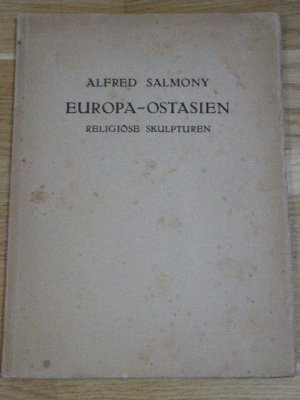 ALFRED SALMONY
EUROPA-OSTASIEN
RELIGIÖSE SKULPTUREN